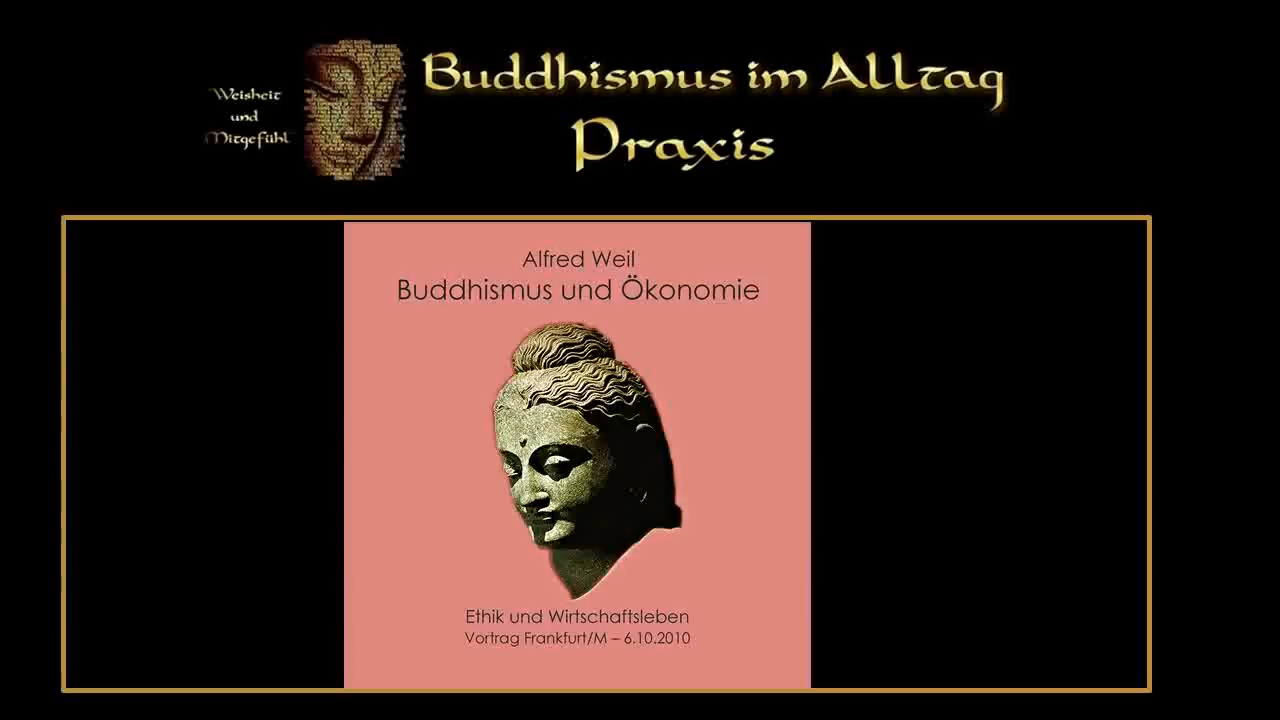 Weisheit
und
Mitgefühl
Buddhismus im Alltag
Praxis
Alfred Weil
Buddhismus und Ökonomie
Ethik und Wirtschaftsleben
Vortrag Frankfurt/M – 6.10.2010